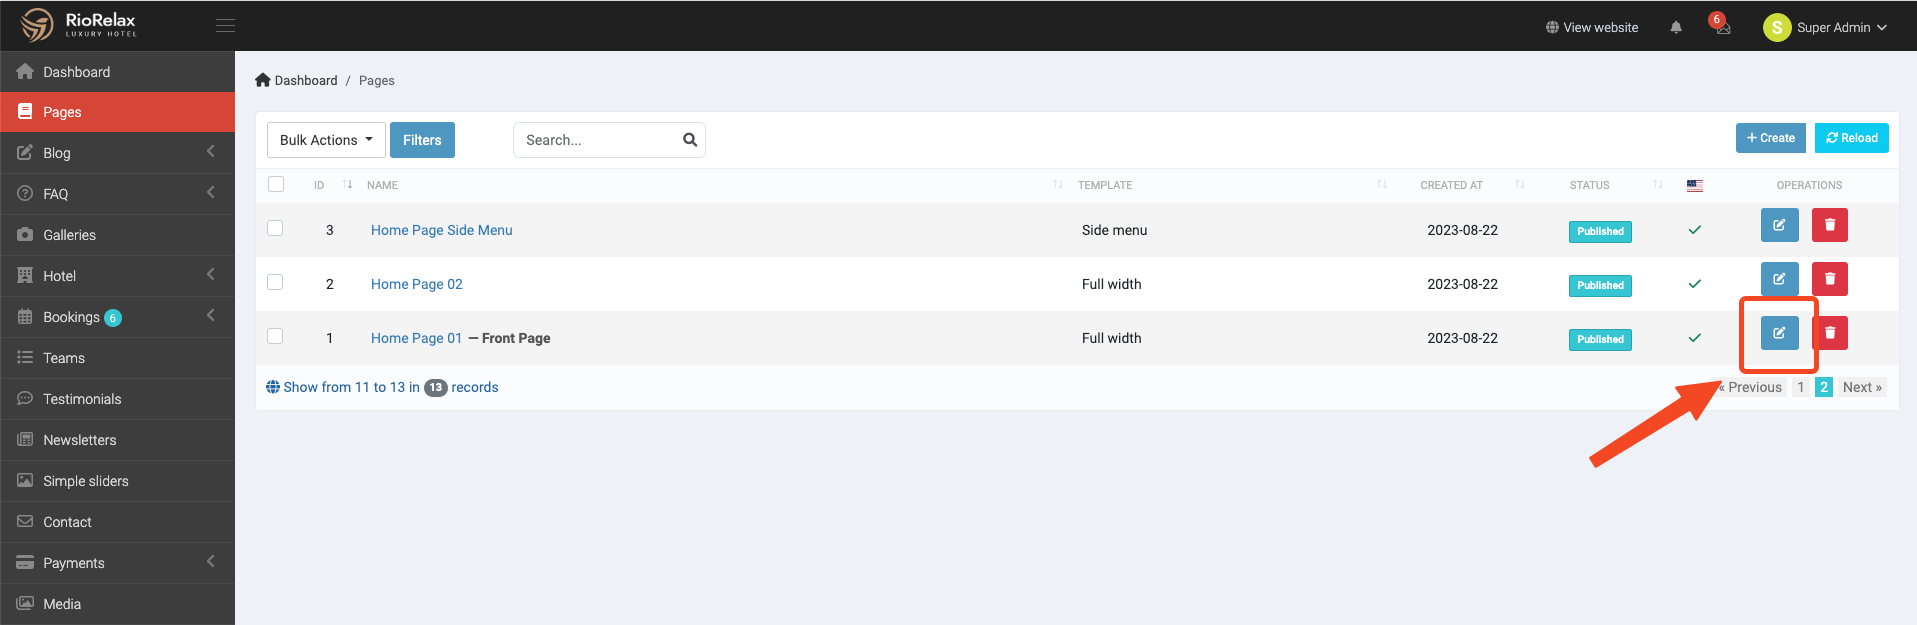 RioRelax
LUXURY HOTEL
View website
6
S
Super Admin
Dashboard
Pages
Blog
FAQ
Galleries
Hotel
Bookings 6
Teams
Testimonials
Newsletters
Simple sliders
Contact
Payments
Media
Dashboard / Pages
Bulk Actions
Filters
Search...
+ Create
Reload
ID NAME TEMPLATE CREATED AT STATUS OPERATIONS
3 Home Page Side Menu Side menu 2023-08-22 Published
2 Home Page 02 Full width 2023-08-22 Published
1 Home Page 01 — Front Page Full width 2023-08-22 Published
Show from 11 to 13 in 13 records
« Previous 1 2 Next »